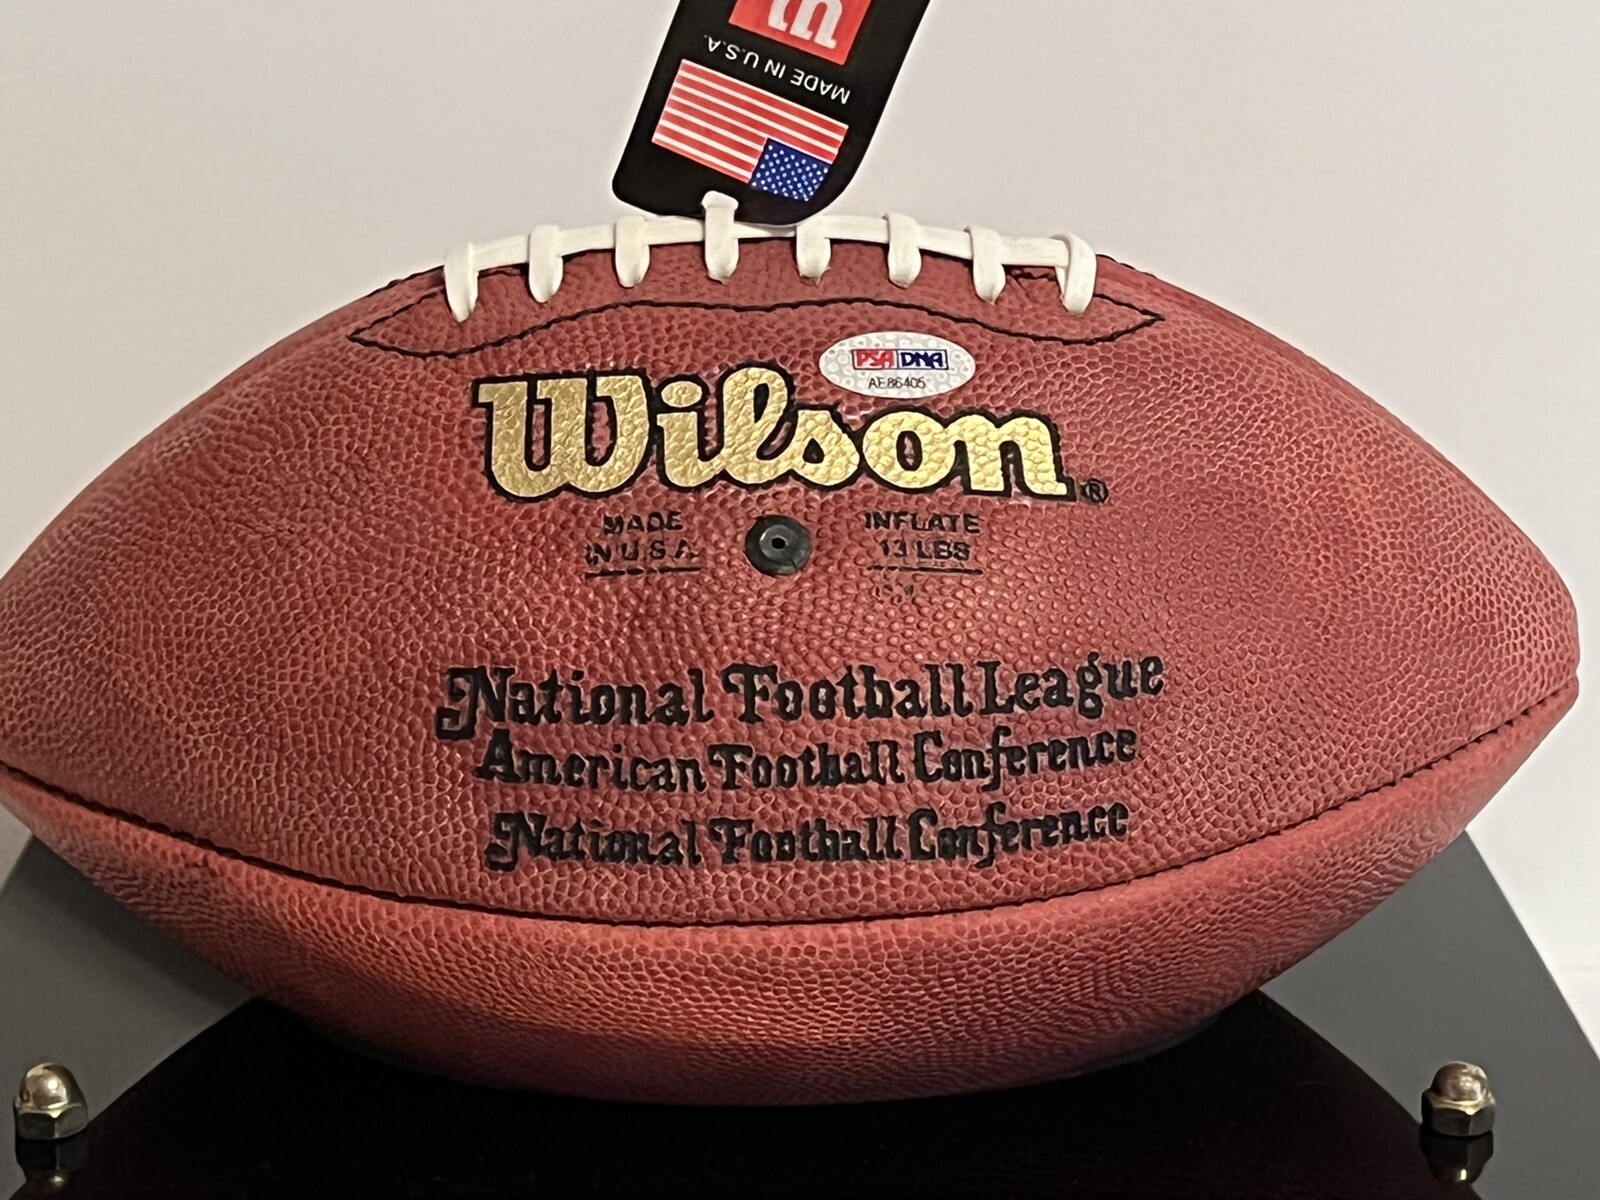 MADE IN U.S.A.
PSA DNA
AE86405
Wilson®
MADE
IN U.S.A.
INFLATE
13 LBS
National Football League
American Football Conference
National Football Conference